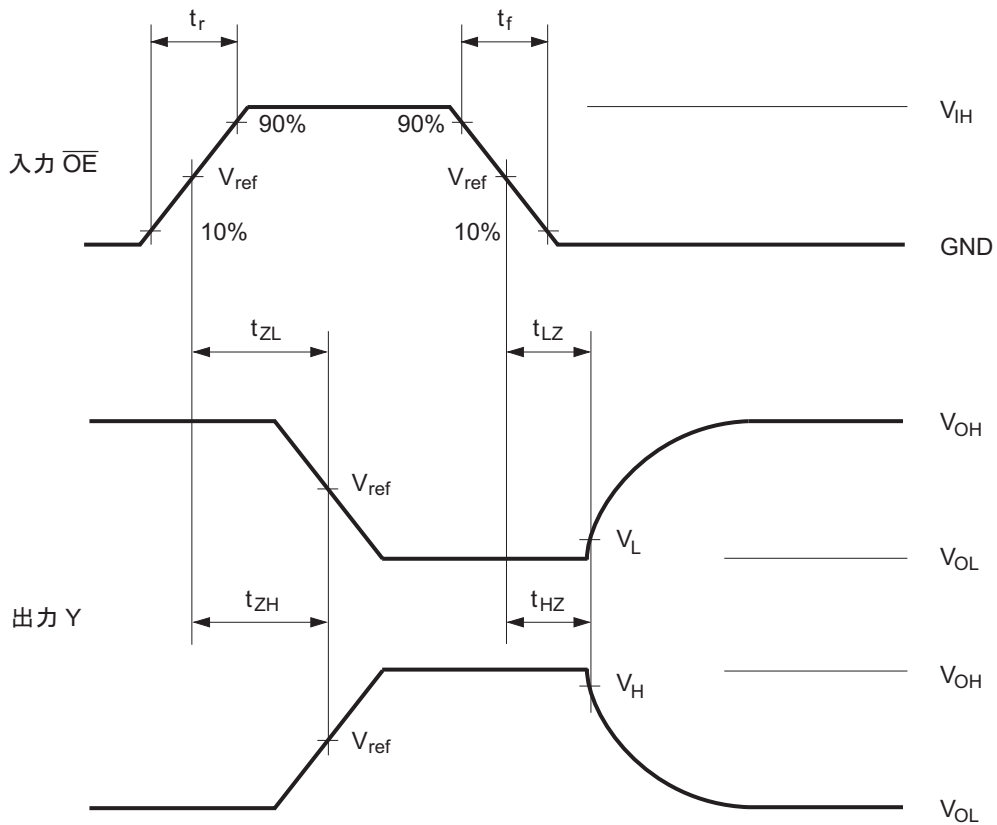 tr tf
90% 90% VIH
入力 OE Vref Vref
10% 10% GND
tZL tLZ
VOH
Vref
VL
VOL
出力 Y tZH tHZ
VOH
VH
Vref
VOL